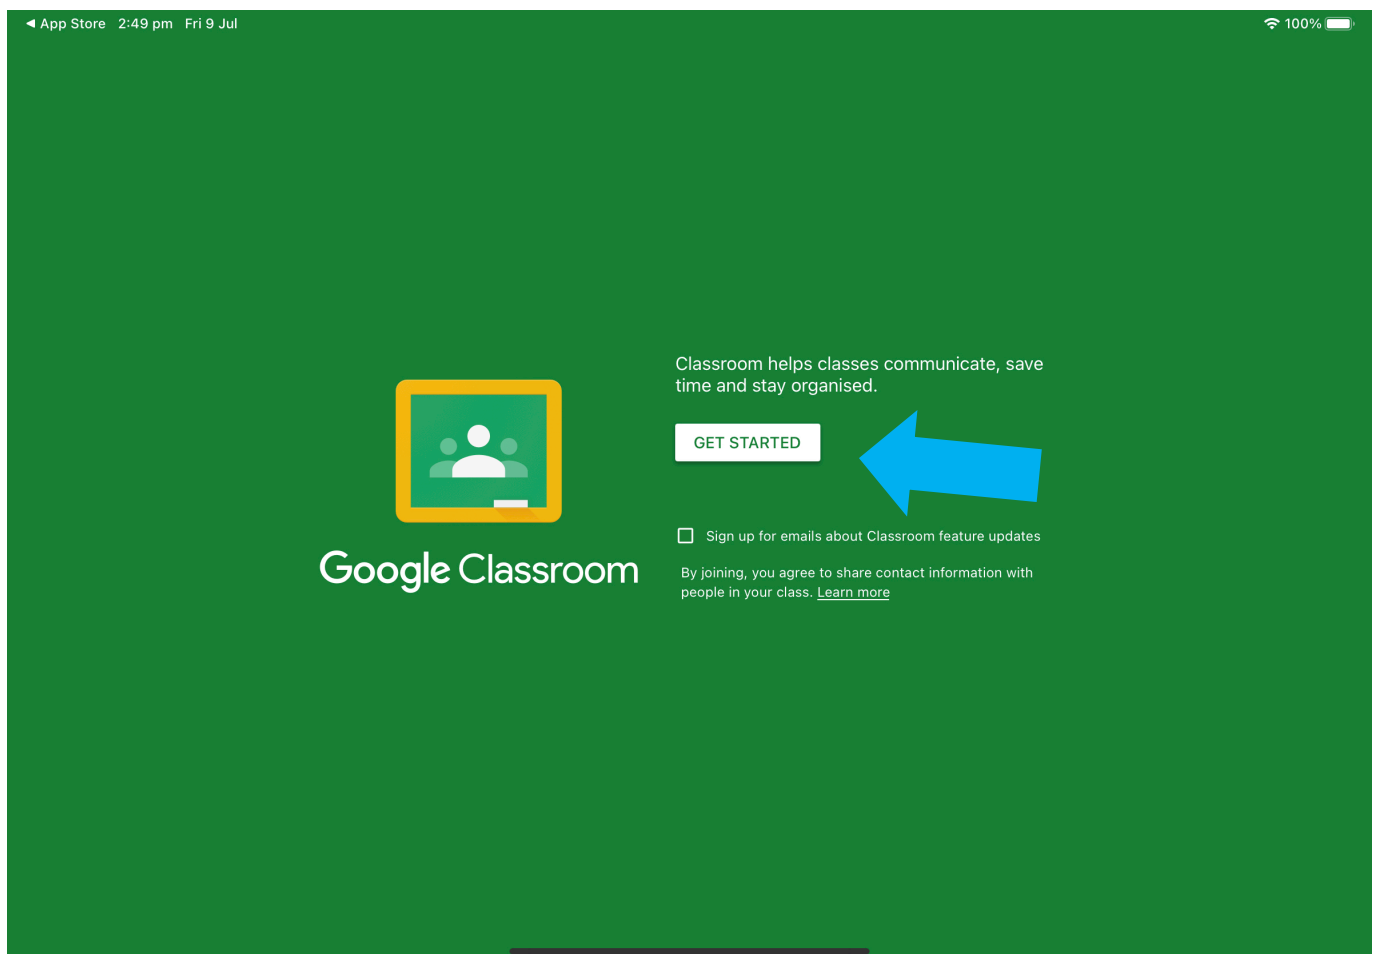 App Store 2:49 pm Fri 9 Jul 100%
Classroom helps classes communicate, save
time and stay organised.
GET STARTED
Sign up for emails about Classroom feature updates
Google Classroom
By joining, you agree to share contact information with
people in your class. Learn more